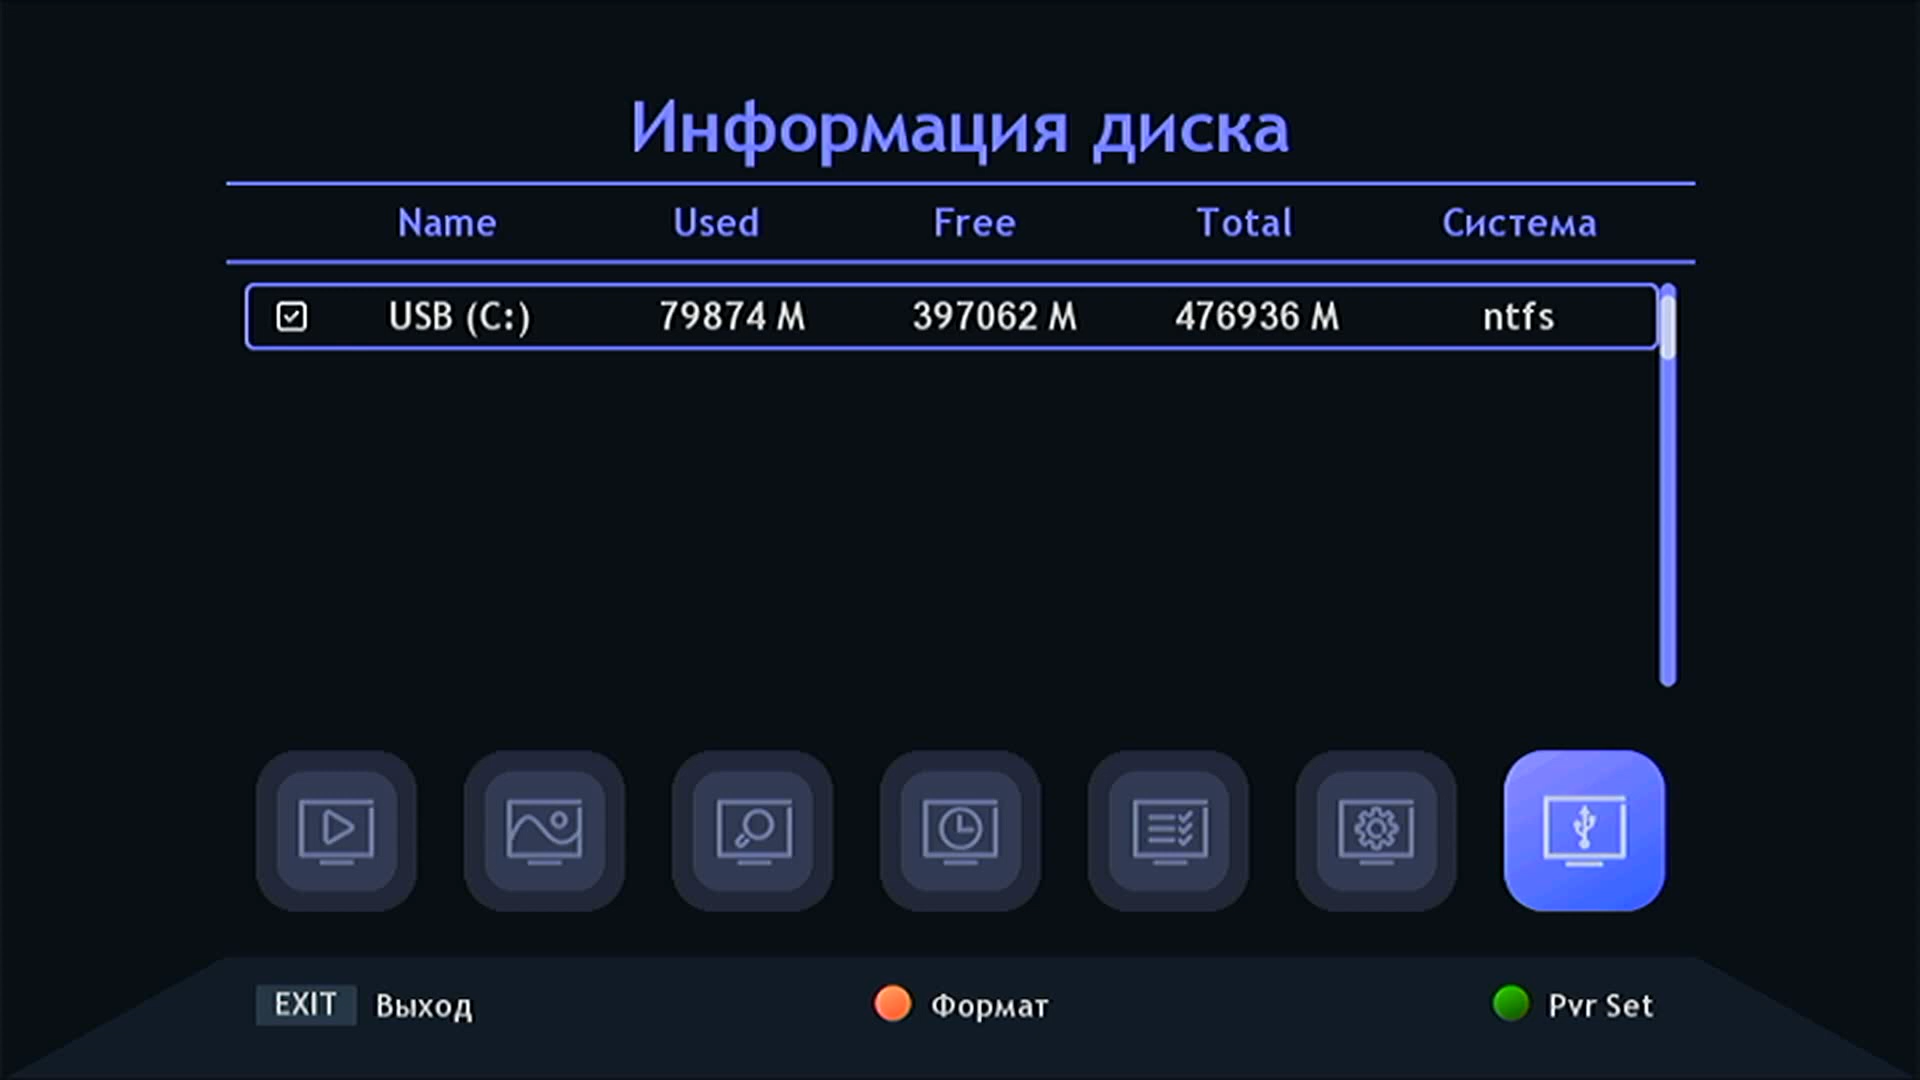 Информация диска
Name Used Free Total Система
USB (C:) 79874 M 397062 M 476936 M ntfs
EXIT Выход Формат Pvr Set